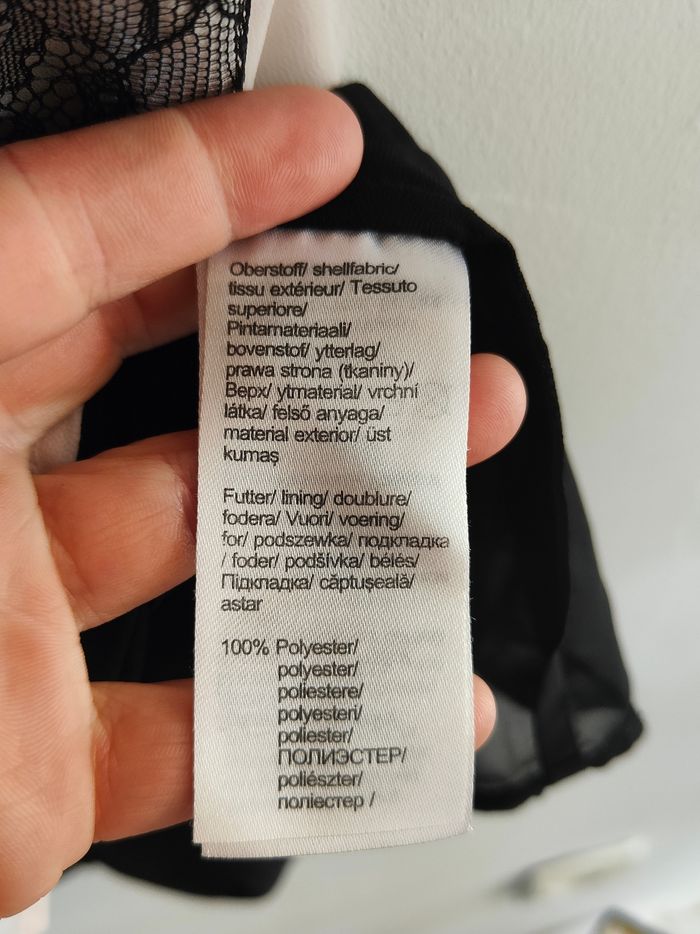 Oberstoff/ shellfabric/
tissu extérieur/ Tessuto
superiore/
Pintamateriaali/
bovenstof/ ytterlag/
prawa strona (tkaniny)/
Верх/ ytmaterial/ vrchní
látka/ felső anyaga/
material exterior/ üst
kumaş
Futter/ lining/ doublure/
fodera/ Vuori/ voering/
for/ podszewka/ подкладка
/ foder/ podšívka/ bélés/
Підкладка/ căptuşeală/
astar
100% Polyester/
polyester/
poliestere/
polyesteri/
poliester/
ПОЛИЭСТЕР/
poliészter/
поліестер /